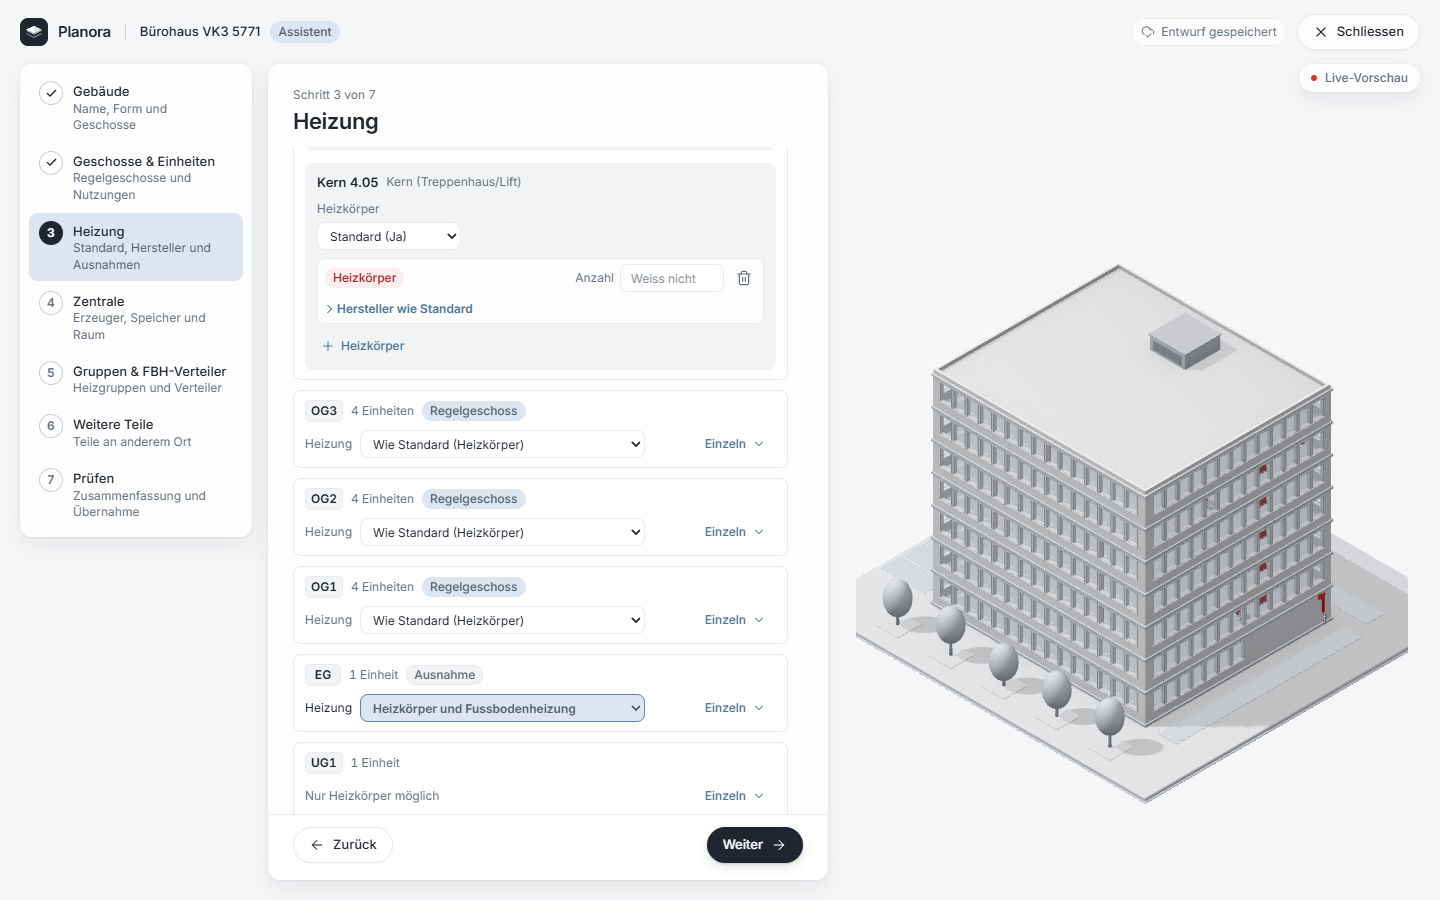 Planora
Bürohaus VK3 5771
Assistent
Entwurf gespeichert
Schliessen
Gebäude
Name, Form und
Geschosse
Geschosse & Einheiten
Regelgeschosse und
Nutzungen
3
Heizung
Standard, Hersteller und
Ausnahmen
4
Zentrale
Erzeuger, Speicher und
Raum
5
Gruppen & FBH-Verteiler
Heizgruppen und Verteiler
6
Weitere Teile
Teile an anderem Ort
7
Prüfen
Zusammenfassung und
Übernahme
Schritt 3 von 7
Heizung
Kern 4.05 Kern (Treppenhaus/Lift)
Heizkörper
Standard (Ja)
Heizkörper Anzahl Weiss nicht
Hersteller wie Standard
Heizkörper
OG3 4 Einheiten Regelgeschoss
Heizung Wie Standard (Heizkörper) Einzeln
OG2 4 Einheiten Regelgeschoss
Heizung Wie Standard (Heizkörper) Einzeln
OG1 4 Einheiten Regelgeschoss
Heizung Wie Standard (Heizkörper) Einzeln
EG 1 Einheit Ausnahme
Heizung Heizkörper und Fussbodenheizung Einzeln
UG1 1 Einheit
Nur Heizkörper möglich Einzeln
Zurück
Weiter
Live-Vorschau